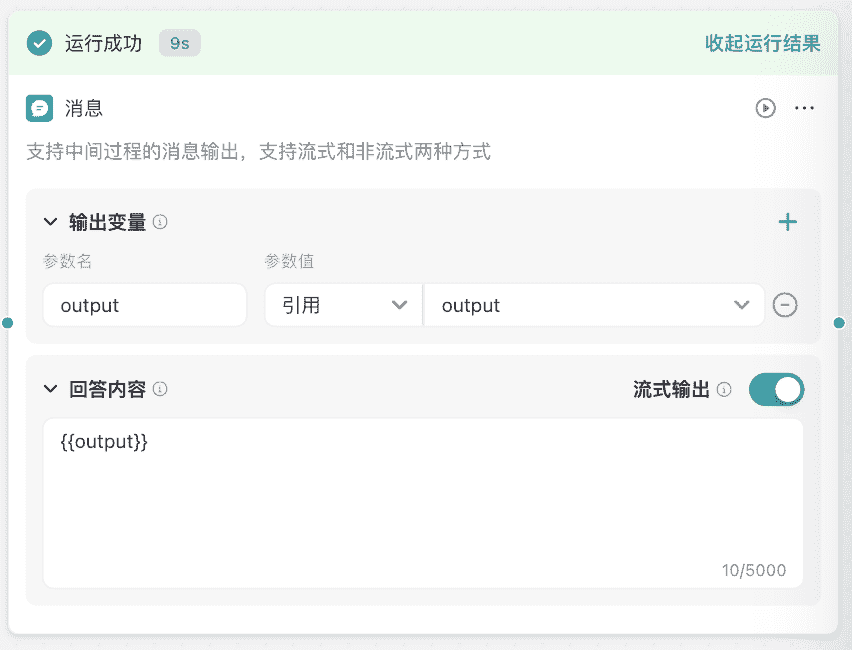 运行成功 9s 收起运行结果
消息
支持中间过程的消息输出，支持流式和非流式两种方式
输出变量
参数名 参数值
output 引用 output
回答内容 流式输出
{{output}}
10/5000